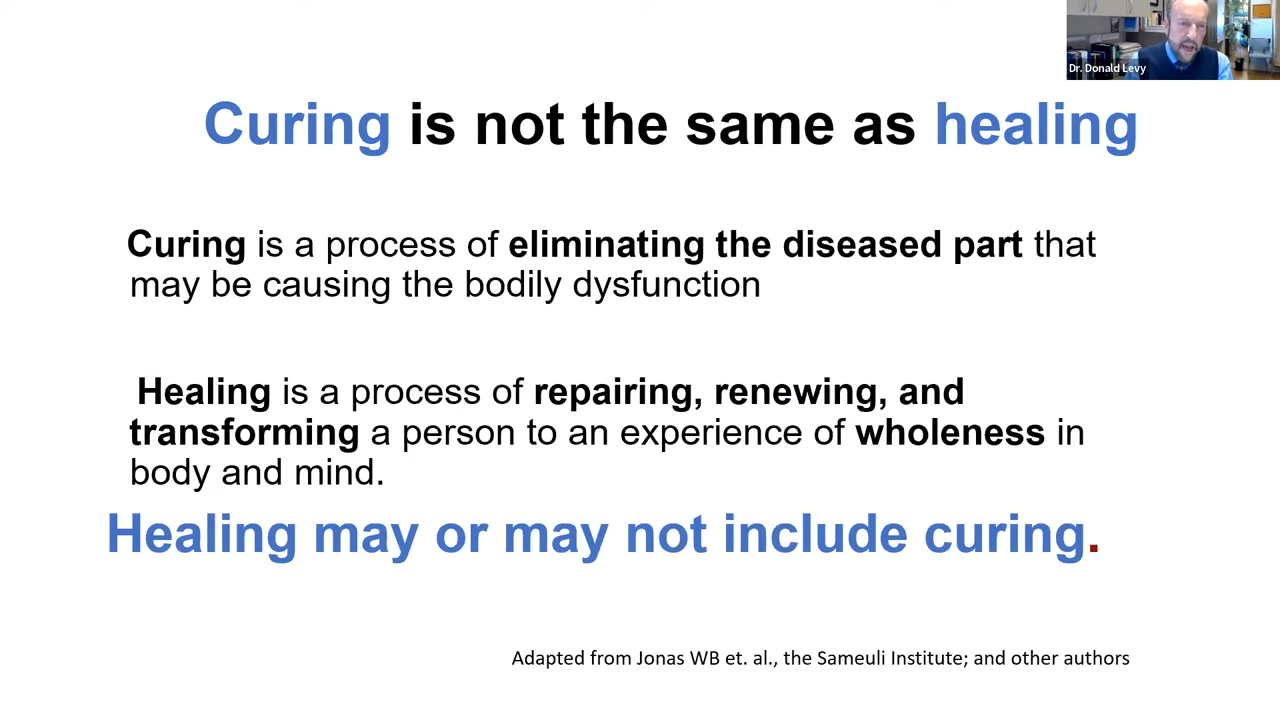 Dr. Donald Levy
Curing is not the same as healing
Curing is a process of eliminating the diseased part that
may be causing the bodily dysfunction
Healing is a process of repairing, renewing, and
transforming a person to an experience of wholeness in
body and mind.
Healing may or may not include curing.
Adapted from Jonas WB et. al., the Sameuli Institute; and other authors